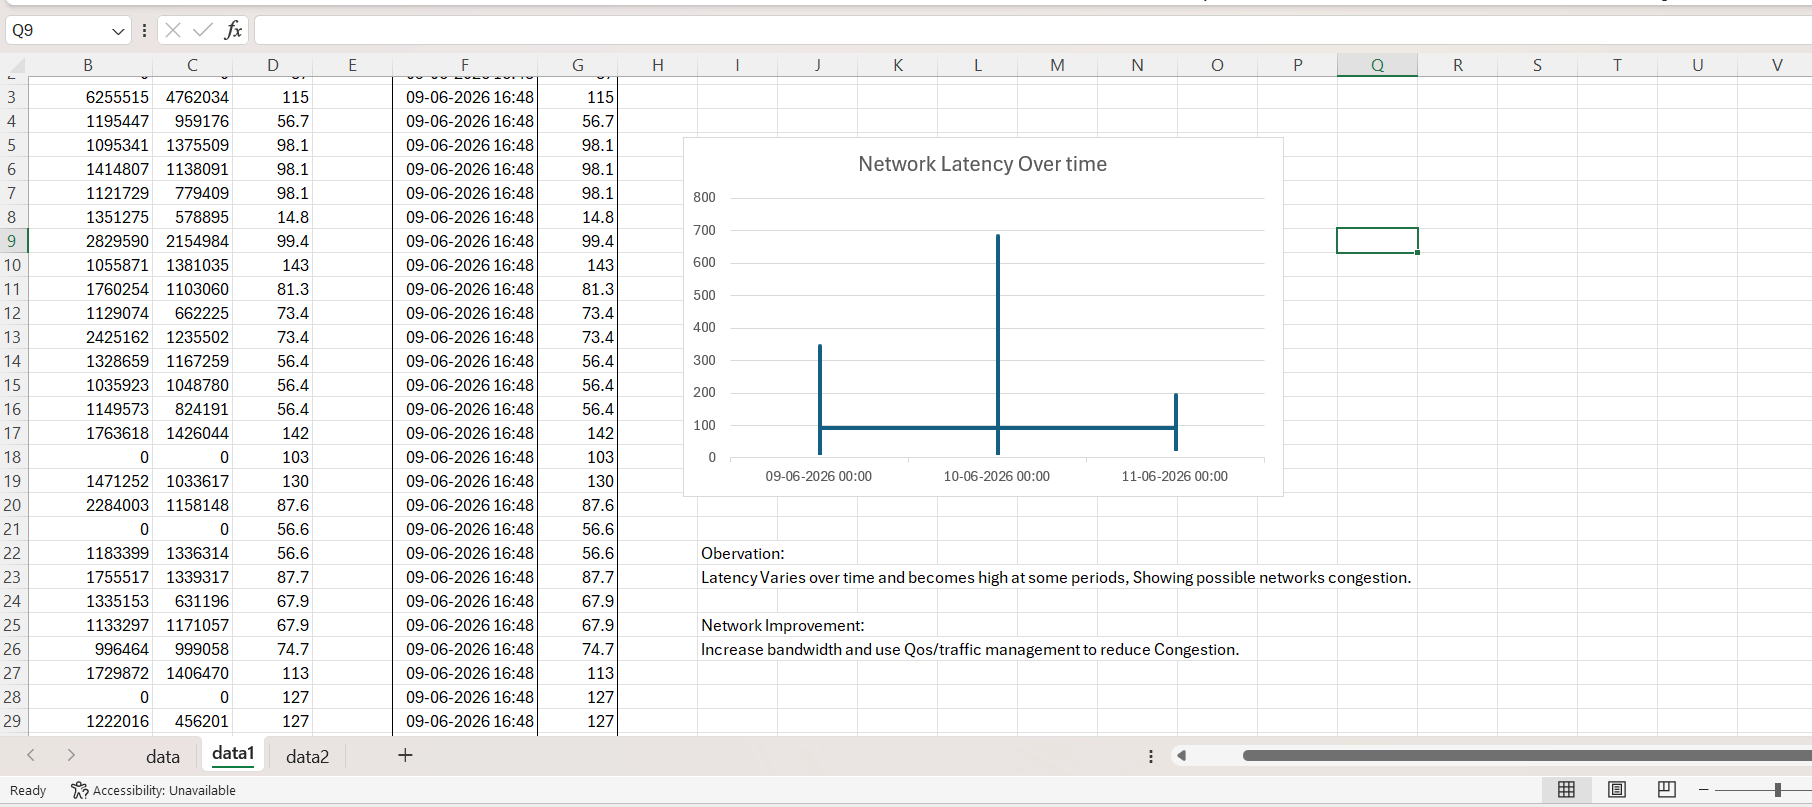 Q9 fx
B C D E F G H I J K L M N O P Q R S T U V
3 6255515 4762034 115 09-06-2026 16:48 115
4 1195447 959176 56.7 09-06-2026 16:48 56.7
5 1095341 1375509 98.1 09-06-2026 16:48 98.1
6 1414807 1138091 98.1 09-06-2026 16:48 98.1
7 1121729 779409 98.1 09-06-2026 16:48 98.1
8 1351275 578895 14.8 09-06-2026 16:48 14.8
9 2829590 2154984 99.4 09-06-2026 16:48 99.4
10 1055871 1381035 143 09-06-2026 16:48 143
11 1760254 1103060 81.3 09-06-2026 16:48 81.3
12 1129074 662225 73.4 09-06-2026 16:48 73.4
13 2425162 1235502 73.4 09-06-2026 16:48 73.4
14 1328659 1167259 56.4 09-06-2026 16:48 56.4
15 1035923 1048780 56.4 09-06-2026 16:48 56.4
16 1149573 824191 56.4 09-06-2026 16:48 56.4
17 1763618 1426044 142 09-06-2026 16:48 142
18 0 0 103 09-06-2026 16:48 103
19 1471252 1033617 130 09-06-2026 16:48 130
20 2284003 1158148 87.6 09-06-2026 16:48 87.6
21 0 0 56.6 09-06-2026 16:48 56.6
22 1183399 1336314 56.6 09-06-2026 16:48 56.6
23 1755517 1339317 87.7 09-06-2026 16:48 87.7
24 1335153 631196 67.9 09-06-2026 16:48 67.9
25 1133297 1171057 67.9 09-06-2026 16:48 67.9
26 996464 999058 74.7 09-06-2026 16:48 74.7
27 1729872 1406470 113 09-06-2026 16:48 113
28 0 0 127 09-06-2026 16:48 127
29 1222016 456201 127 09-06-2026 16:48 127
Network Latency Over time
800
700
600
500
400
300
200
100
0
09-06-2026 00:00 10-06-2026 00:00 11-06-2026 00:00
Obervation:
Latency Varies over time and becomes high at some periods, Showing possible networks congestion.
Network Improvement:
Increase bandwidth and use Qos/traffic management to reduce Congestion.
data data1 data2 +
Ready Accessibility: Unavailable